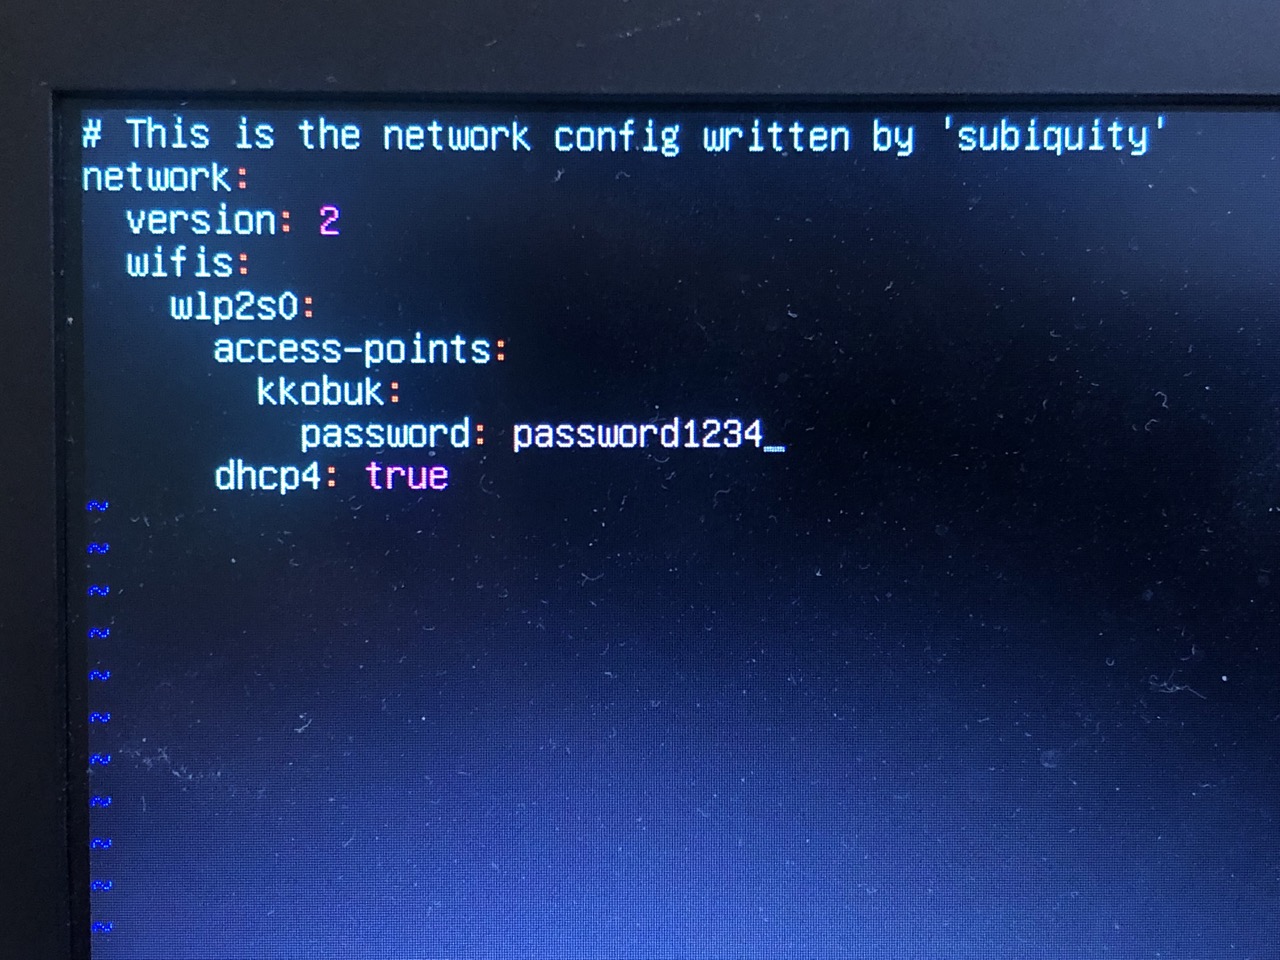 # This is the network config written by 'subiquity'
network:
  version: 2
  wifis:
    wlp2s0:
      access-points:
        kkobuk:
          password: password1234_
      dhcp4: true
~
~
~
~
~
~
~
~
~
~
~